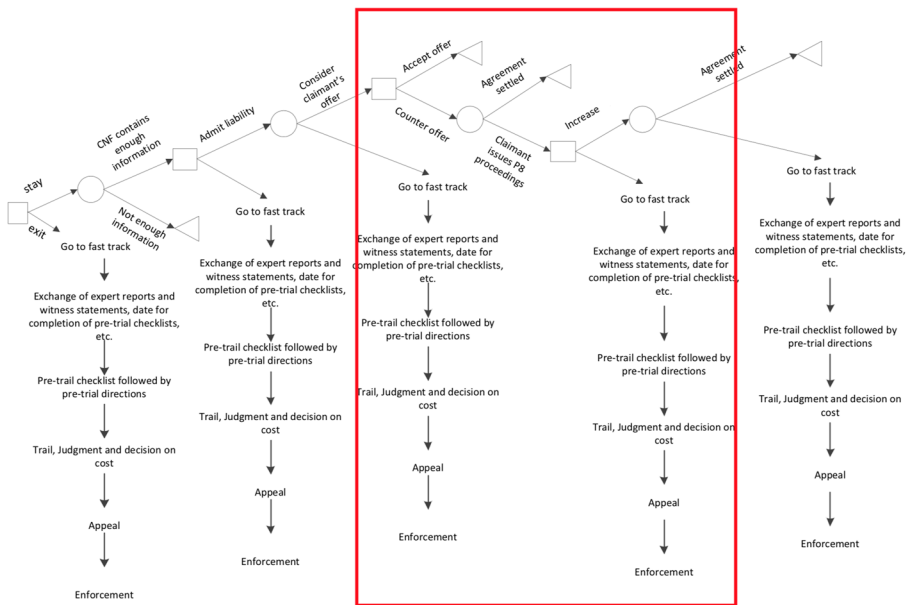 stay
exit
CNF contains
enough
information
Not enough
information
Admit liability
Consider
claimant's
offer
Accept offer
Counter offer
Agreement
settled
Claimant
issues P8
proceedings
Increase
Agreement
settled
Go to fast track
Exchange of expert reports and
witness statements, date for
completion of pre-trial checklists,
etc.
Pre-trail checklist followed by
pre-trial directions
Trail, Judgment and decision on
cost
Appeal
Enforcement
Go to fast track
Exchange of expert reports and
witness statements, date for
completion of pre-trial checklists,
etc.
Pre-trail checklist followed by
pre-trial directions
Trail, Judgment and decision on
cost
Appeal
Enforcement
Go to fast track
Exchange of expert reports and
witness statements, date for
completion of pre-trial checklists,
etc.
Pre-trail checklist followed by
pre-trial directions
Trail, Judgment and decision on
cost
Appeal
Enforcement
Go to fast track
Exchange of expert reports and
witness statements, date for
completion of pre-trial checklists,
etc.
Pre-trail checklist followed by
pre-trial directions
Trail, Judgment and decision on
cost
Appeal
Enforcement
Go to fast track
Exchange of expert reports and
witness statements, date for
completion of pre-trial checklists,
etc.
Pre-trail checklist followed by
pre-trial directions
Trail, Judgment and decision on
cost
Appeal
Enforcement